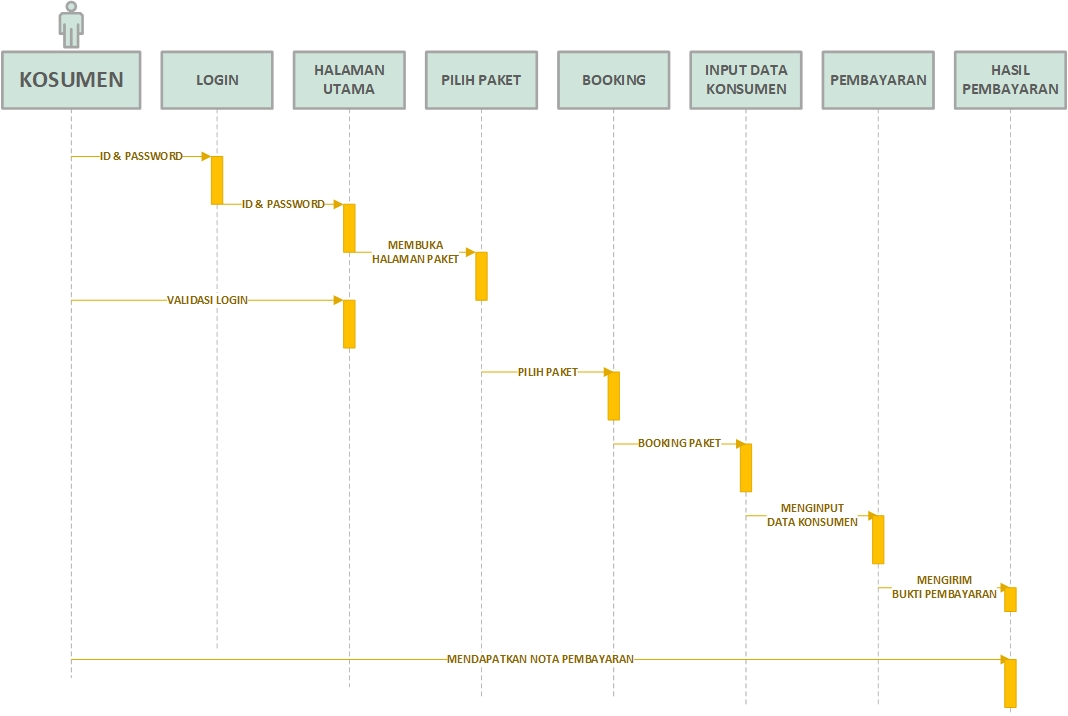 KOSUMEN
LOGIN
HALAMAN
UTAMA
PILIH PAKET
BOOKING
INPUT DATA
KONSUMEN
PEMBAYARAN
HASIL
PEMBAYARAN
ID & PASSWORD
ID & PASSWORD
MEMBUKA
HALAMAN PAKET
VALIDASI LOGIN
PILIH PAKET
BOOKING PAKET
MENGINPUT
DATA KONSUMEN
MENGIRIM
BUKTI PEMBAYARAN
MENDAPATKAN NOTA PEMBAYARAN